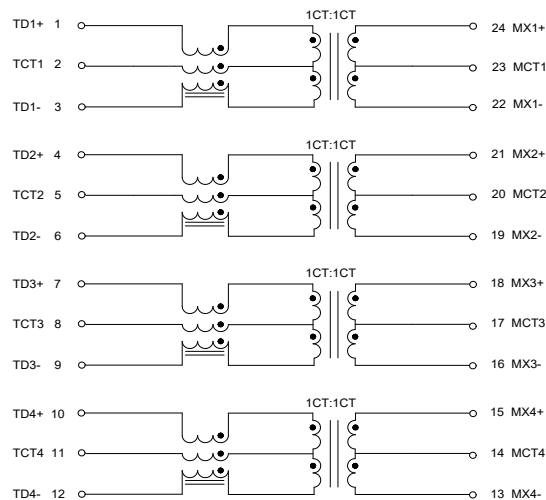 1CT:1CT
TD1+ 1 24 MX1+
TCT1 2 23 MCT1
TD1- 3 22 MX1-
1CT:1CT
TD2+ 4 21 MX2+
TCT2 5 20 MCT2
TD2- 6 19 MX2-
1CT:1CT
TD3+ 7 18 MX3+
TCT3 8 17 MCT3
TD3- 9 16 MX3-
1CT:1CT
TD4+ 10 15 MX4+
TCT4 11 14 MCT4
TD4- 12 13 MX4-